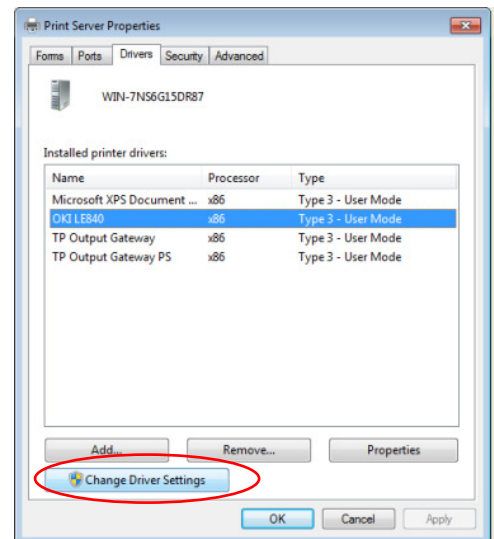 Print Server Properties
Forms Ports Drivers Security Advanced
WIN-7NS6G15DR87
Installed printer drivers:
Name Processor Type
Microsoft XPS Document ... x86 Type 3 - User Mode
OKI LE840 x86 Type 3 - User Mode
TP Output Gateway x86 Type 3 - User Mode
TP Output Gateway PS x86 Type 3 - User Mode
Add... Remove... Properties
Change Driver Settings
OK Cancel Apply